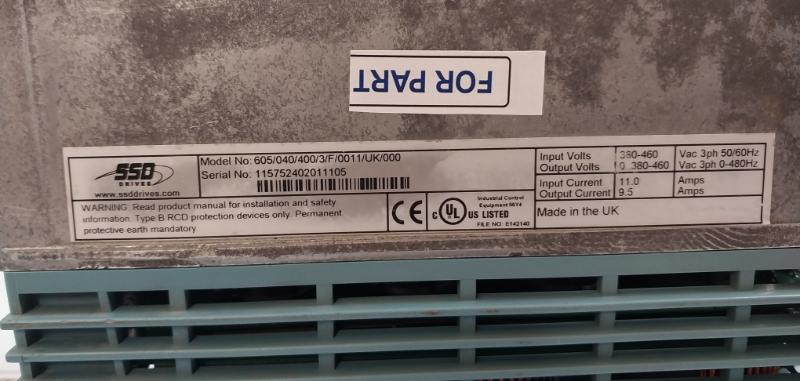 FOR PART
SSD
DRIVES
www.ssddrives.com
Model No: 605/040/400/3/F/0011/UK/000
Serial No: 115752402011105
WARNING: Read product manual for installation and safety
information. Type B RCD protection devices only. Permanent
protective earth mandatory.
CE
c UL US LISTED
Industrial Control
Equipment 56Y4
FILE NO: E142140
Input Volts 380-460 Vac 3ph 50/60Hz
Output Volts 0 380-460 Vac 3ph 0-480Hz
Input Current 11.0 Amps
Output Current 9.5 Amps
Made in the UK